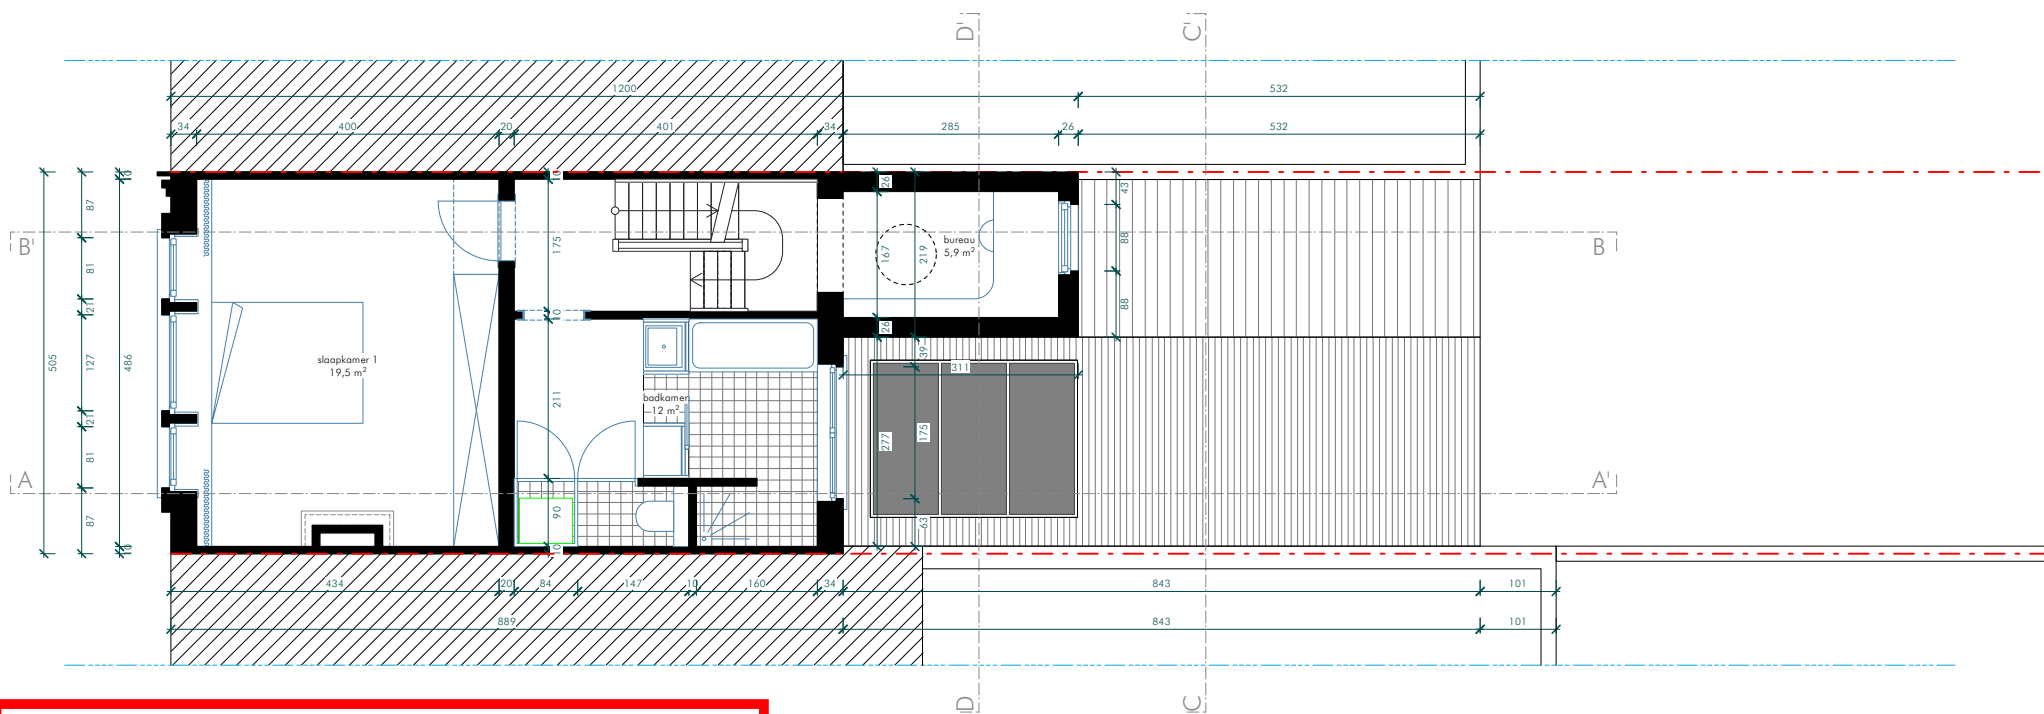 D' C'
1200 532
34 400 20 401 34 285 26 532
10 10 26 43
87 87
B' 175 167 219 bureau 88 B
5,9 m²
81
21 10 26 88
505 127 486 slaapkamer 1
19,5 m²
39 311
211 badkamer
12 m²
21
81 277 175
A A'
87 90 63
10 10
434 20 84 147 10 160 34 843 101
889 843 101
D C